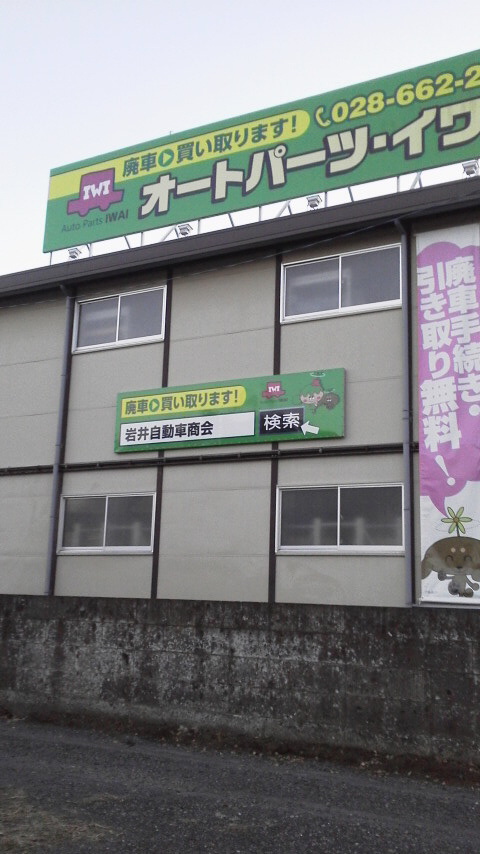 廃車▶買い取ります!
028-662-2
IWI
Auto Parts IWAI
オートパーツ・イワ
廃車▶買い取ります!
IWI
岩井自動車商会
検索
廃車手続き・
引き取り無料!